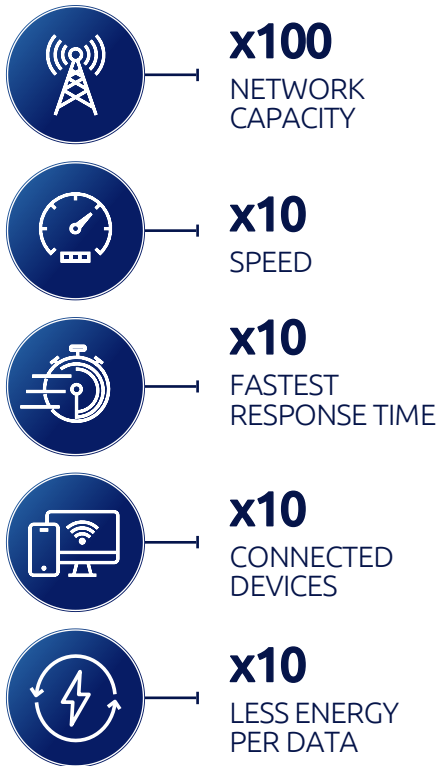 x100
NETWORK
CAPACITY
x10
SPEED
x10
FASTEST
RESPONSE TIME
x10
CONNECTED
DEVICES
x10
LESS ENERGY
PER DATA